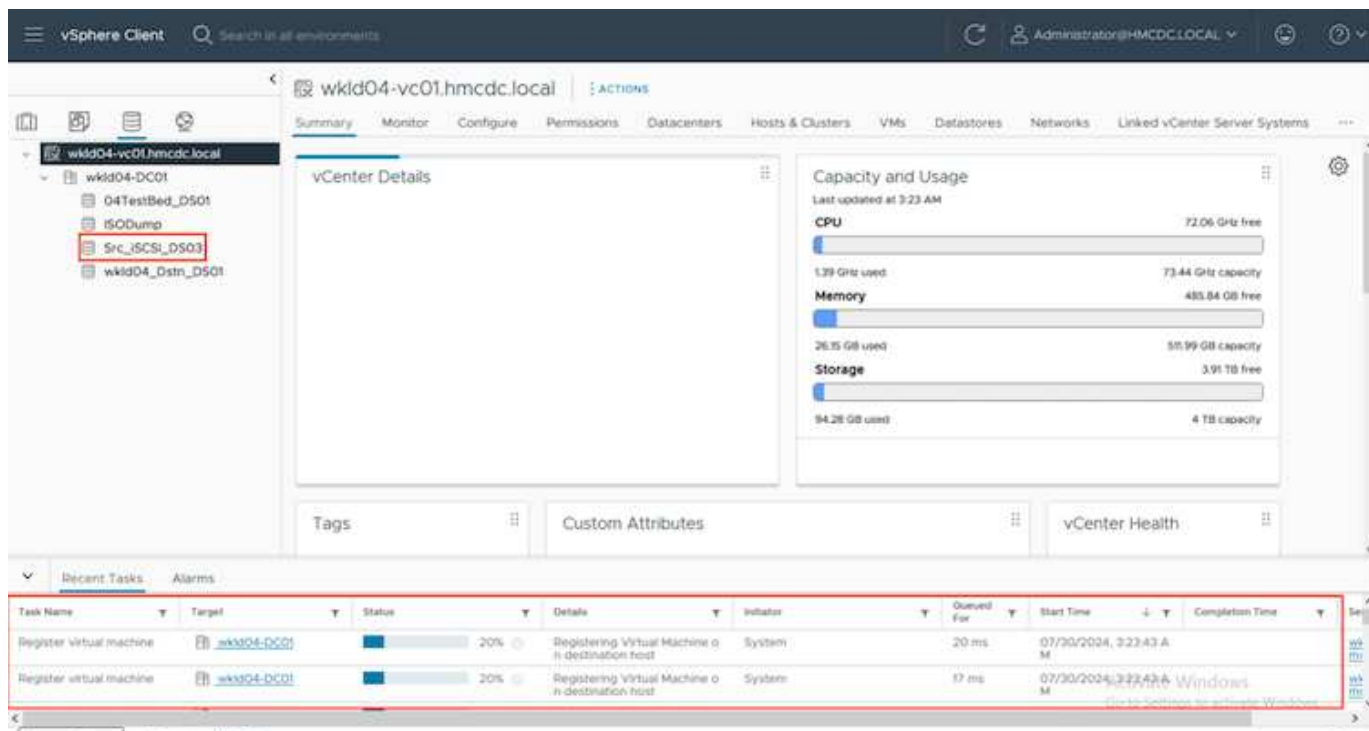 vSphere Client
Search in all environments
Administrator@HMCDC.LOCAL
wkld04-vc01.hmcdc.local
ACTIONS
Summary Monitor Configure Permissions Datacenters Hosts & Clusters VMs Datastores Networks Linked vCenter Server Systems ...
wkld04-vc01.hmcdc.local
wkld04-DC01
04TestBed_DS01
ISODump
Src_iSCSI_DS03
wkld04_Dstn_DS01
vCenter Details
Capacity and Usage
Last updated at 3:23 AM
CPU
72.06 GHz free
1.39 GHz used
73.44 GHz capacity
Memory
485.84 GB free
26.15 GB used
511.99 GB capacity
Storage
3.91 TB free
94.28 GB used
4 TB capacity
Tags
Custom Attributes
vCenter Health
Recent Tasks Alarms
Task Name Target Status Details Initiator Queued For Start Time Completion Time Se
Register virtual machine wkld04-DC01 20% Registering Virtual Machine o System 20 ms 07/30/2024, 3:23:43 A
n destination host M
Register virtual machine wkld04-DC01 20% Registering Virtual Machine o System 17 ms 07/30/2024, 3:23:43 A
n destination host M
Activate Windows
Go to Settings to activate Windows.